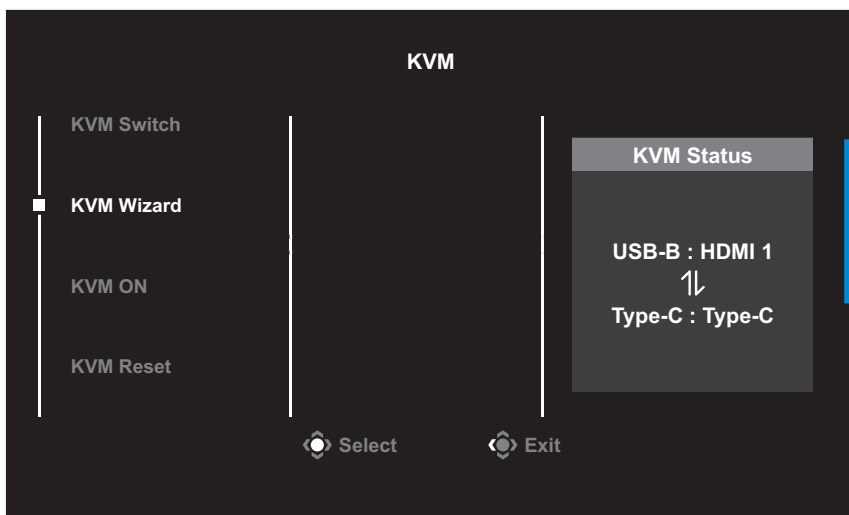 KVM
KVM Switch
KVM Wizard
KVM ON
KVM Reset
KVM Status
USB-B : HDMI 1
Type-C : Type-C
Select
Exit